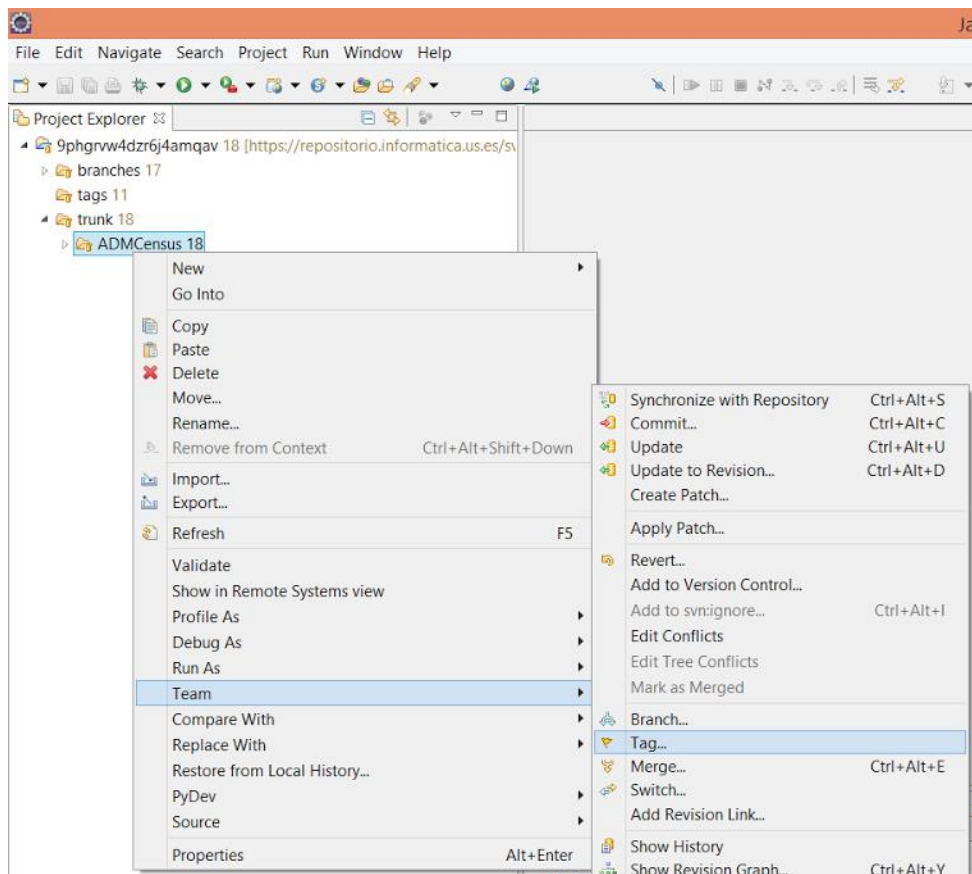 Ja
File Edit Navigate Search Project Run Window Help
Project Explorer
9phgrvw4dzr6j4amqav 18 [https://repositorio.informatica.us.es/sv
branches 17
tags 11
trunk 18
ADMCensus 18
New
Go Into
Copy
Paste
Delete
Move...
Rename...
Remove from Context Ctrl+Alt+Shift+Down
Import...
Export...
Refresh F5
Validate
Show in Remote Systems view
Profile As
Debug As
Run As
Team
Compare With
Replace With
Restore from Local History...
PyDev
Source
Properties Alt+Enter
Synchronize with Repository Ctrl+Alt+S
Commit... Ctrl+Alt+C
Update Ctrl+Alt+U
Update to Revision... Ctrl+Alt+D
Create Patch...
Apply Patch...
Revert...
Add to Version Control...
Add to svn:ignore... Ctrl+Alt+I
Edit Conflicts
Edit Tree Conflicts
Mark as Merged
Branch...
Tag...
Merge... Ctrl+Alt+E
Switch...
Add Revision Link...
Show History
Show Revision Graph... Ctrl+Alt+Y